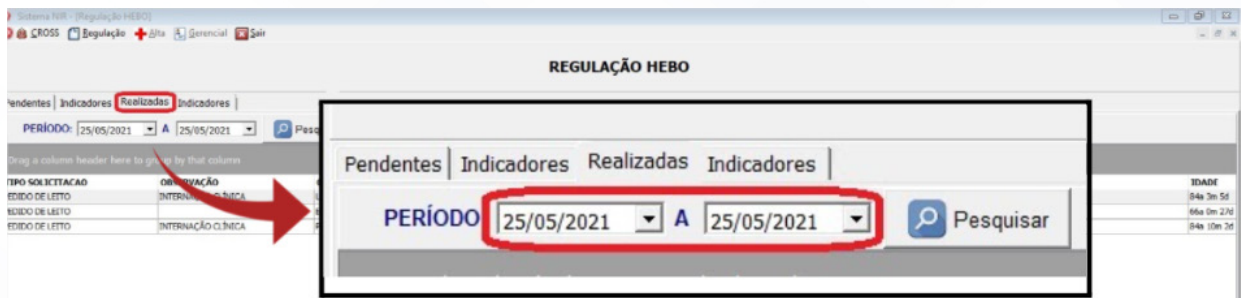 Sistema NIR - [Regulação HEBO]
CROSS Regulação Alta Gerencial Sair
REGULAÇÃO HEBO
Pendentes Indicadores Realizadas Indicadores
PERÍODO: 25/05/2021 A 25/05/2021 Pesq
Drag a column header here to group by that column
TIPO SOLICITACAO OBSERVAÇÃO IDADE
PEDIDO DE LEITO INTERNAÇÃO CLÍNICA 84a 3m 5d
PEDIDO DE LEITO 66a 0m 27d
PEDIDO DE LEITO INTERNAÇÃO CLÍNICA 84a 10m 2d
Pendentes Indicadores Realizadas Indicadores
PERÍODO 25/05/2021 A 25/05/2021 Pesquisar